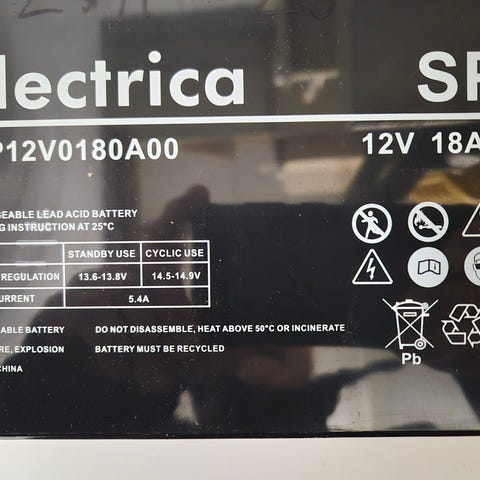 lectrica SP
P12V0180A00 12V 18A
GEABLE LEAD ACID BATTERY
G INSTRUCTION AT 25°C
STANDBY USE CYCLIC USE
REGULATION 13.6-13.8V 14.5-14.9V
CURRENT 5.4A
ABLE BATTERY DO NOT DISASSEMBLE, HEAT ABOVE 50°C OR INCINERATE
RE, EXPLOSION BATTERY MUST BE RECYCLED
CHINA
Pb